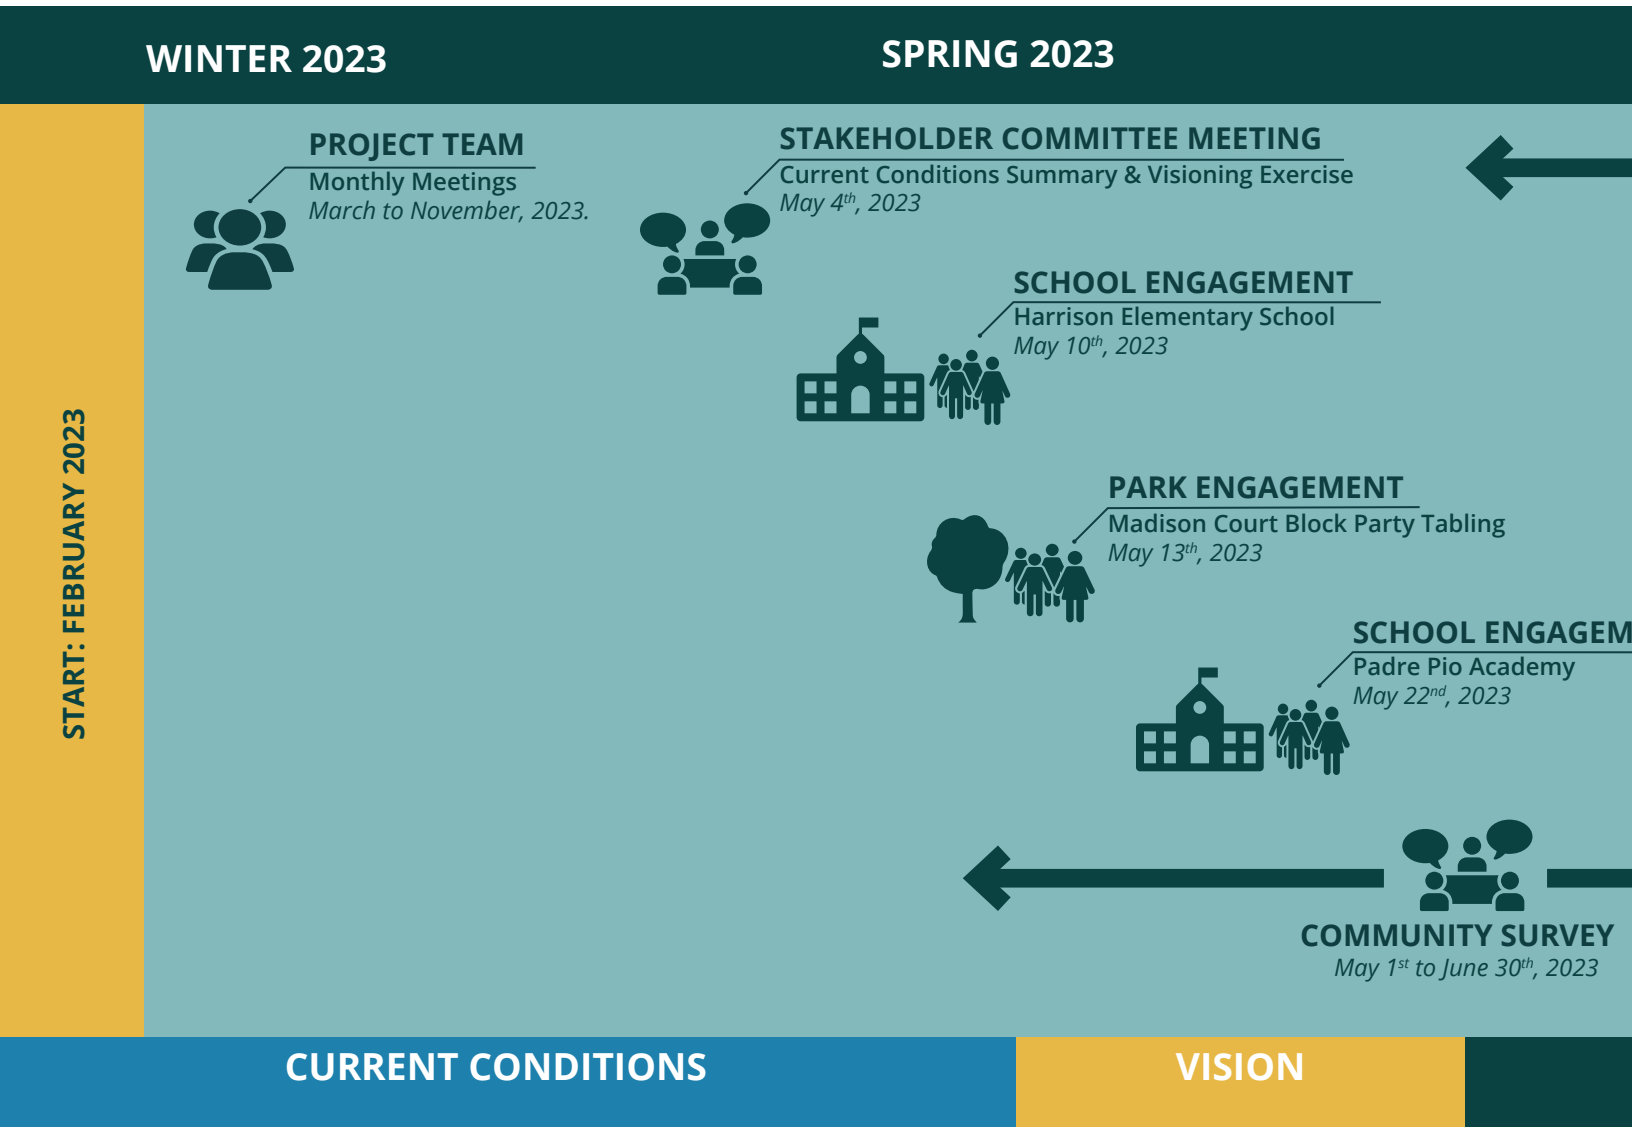 WINTER 2023
SPRING 2023
START: FEBRUARY 2023
PROJECT TEAM
Monthly Meetings
March to November, 2023.
STAKEHOLDER COMMITTEE MEETING
Current Conditions Summary & Visioning Exercise
May 4th, 2023
SCHOOL ENGAGEMENT
Harrison Elementary School
May 10th, 2023
PARK ENGAGEMENT
Madison Court Block Party Tabling
May 13th, 2023
SCHOOL ENGAGEM
Padre Pio Academy
May 22nd, 2023
COMMUNITY SURVEY
May 1st to June 30th, 2023
CURRENT CONDITIONS
VISION